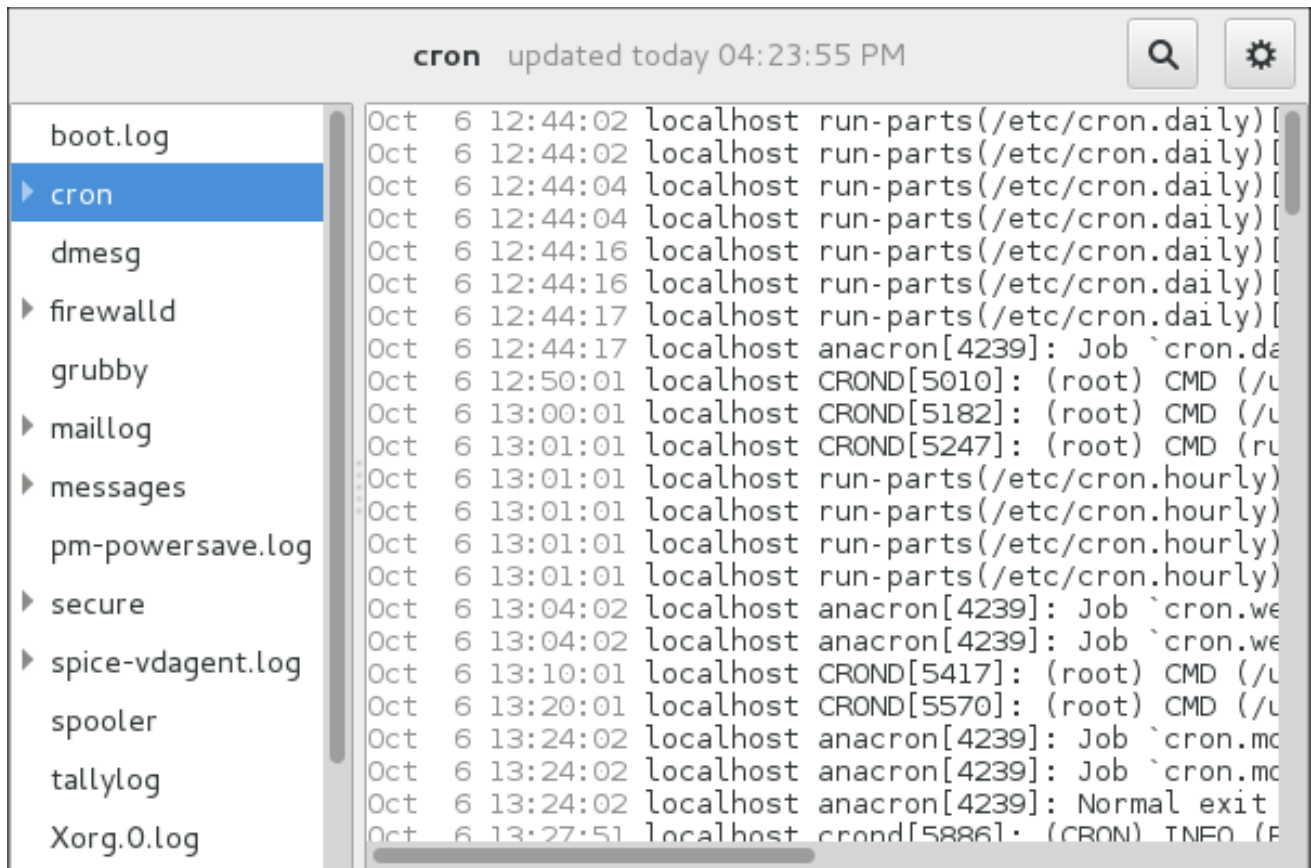 cron updated today 04:23:55 PM
boot.log
cron
dmesg
firewalld
grubby
maillog
messages
pm-powersave.log
secure
spice-vdagent.log
spooler
tallylog
Xorg.0.log
Oct 6 12:44:02 localhost run-parts(/etc/cron.daily)[
Oct 6 12:44:02 localhost run-parts(/etc/cron.daily)[
Oct 6 12:44:04 localhost run-parts(/etc/cron.daily)[
Oct 6 12:44:04 localhost run-parts(/etc/cron.daily)[
Oct 6 12:44:16 localhost run-parts(/etc/cron.daily)[
Oct 6 12:44:16 localhost run-parts(/etc/cron.daily)[
Oct 6 12:44:17 localhost run-parts(/etc/cron.daily)[
Oct 6 12:44:17 localhost anacron[4239]: Job `cron.da
Oct 6 12:50:01 localhost CROND[5010]: (root) CMD (/u
Oct 6 13:00:01 localhost CROND[5182]: (root) CMD (/u
Oct 6 13:01:01 localhost CROND[5247]: (root) CMD (ru
Oct 6 13:01:01 localhost run-parts(/etc/cron.hourly)
Oct 6 13:01:01 localhost run-parts(/etc/cron.hourly)
Oct 6 13:01:01 localhost run-parts(/etc/cron.hourly)
Oct 6 13:01:01 localhost run-parts(/etc/cron.hourly)
Oct 6 13:04:02 localhost anacron[4239]: Job `cron.we
Oct 6 13:04:02 localhost anacron[4239]: Job `cron.we
Oct 6 13:10:01 localhost CROND[5417]: (root) CMD (/u
Oct 6 13:20:01 localhost CROND[5570]: (root) CMD (/u
Oct 6 13:24:02 localhost anacron[4239]: Job `cron.mo
Oct 6 13:24:02 localhost anacron[4239]: Job `cron.mo
Oct 6 13:24:02 localhost anacron[4239]: Normal exit
Oct 6 13:27:51 localhost crond[5886]: (CRON) INFO (